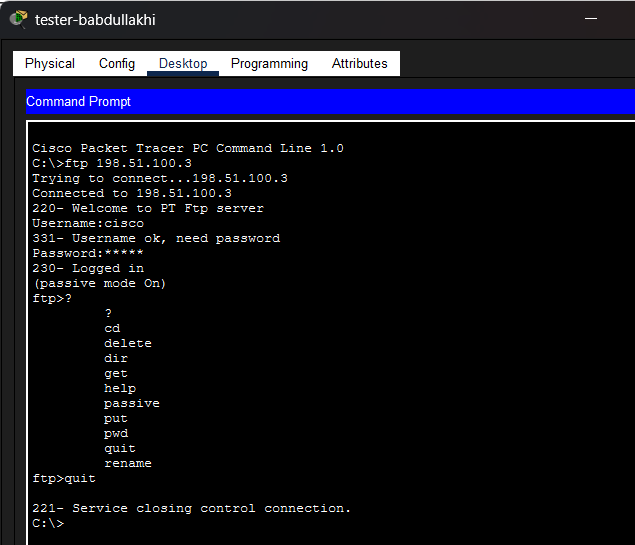 tester-babdullakhi
Physical Config Desktop Programming Attributes
Command Prompt
Cisco Packet Tracer PC Command Line 1.0
C:\>ftp 198.51.100.3
Trying to connect...198.51.100.3
Connected to 198.51.100.3
220- Welcome to PT Ftp server
Username:cisco
331- Username ok, need password
Password:*****
230- Logged in
(passive mode On)
ftp>?
?
cd
delete
dir
get
help
passive
put
pwd
quit
rename
ftp>quit
221- Service closing control connection.
C:\>